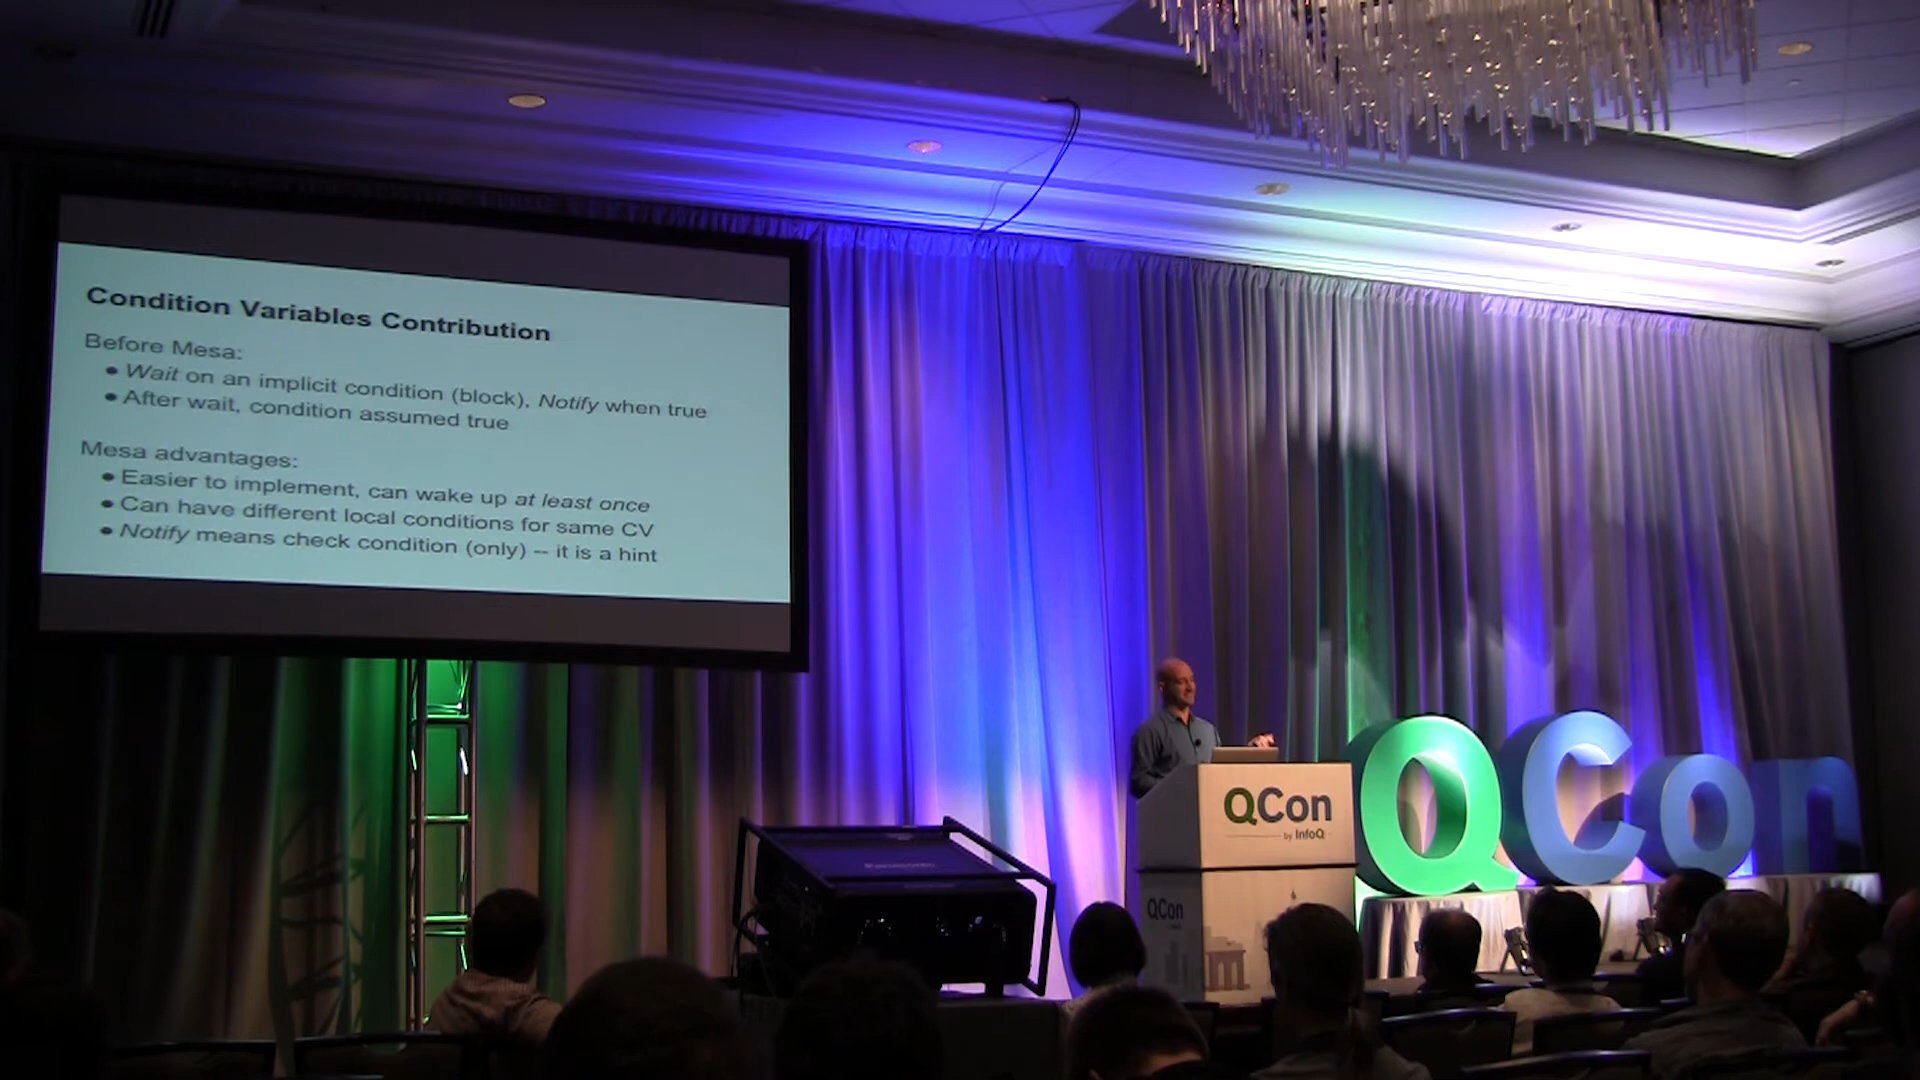 Condition Variables Contribution
Before Mesa:
● Wait on an implicit condition (block), Notify when true
● After wait, condition assumed true
Mesa advantages:
● Easier to implement, can wake up at least once
● Can have different local conditions for same CV
● Notify means check condition (only) -- it is a hint
QCon
by InfoQ
QCon
QCon
Panasonic